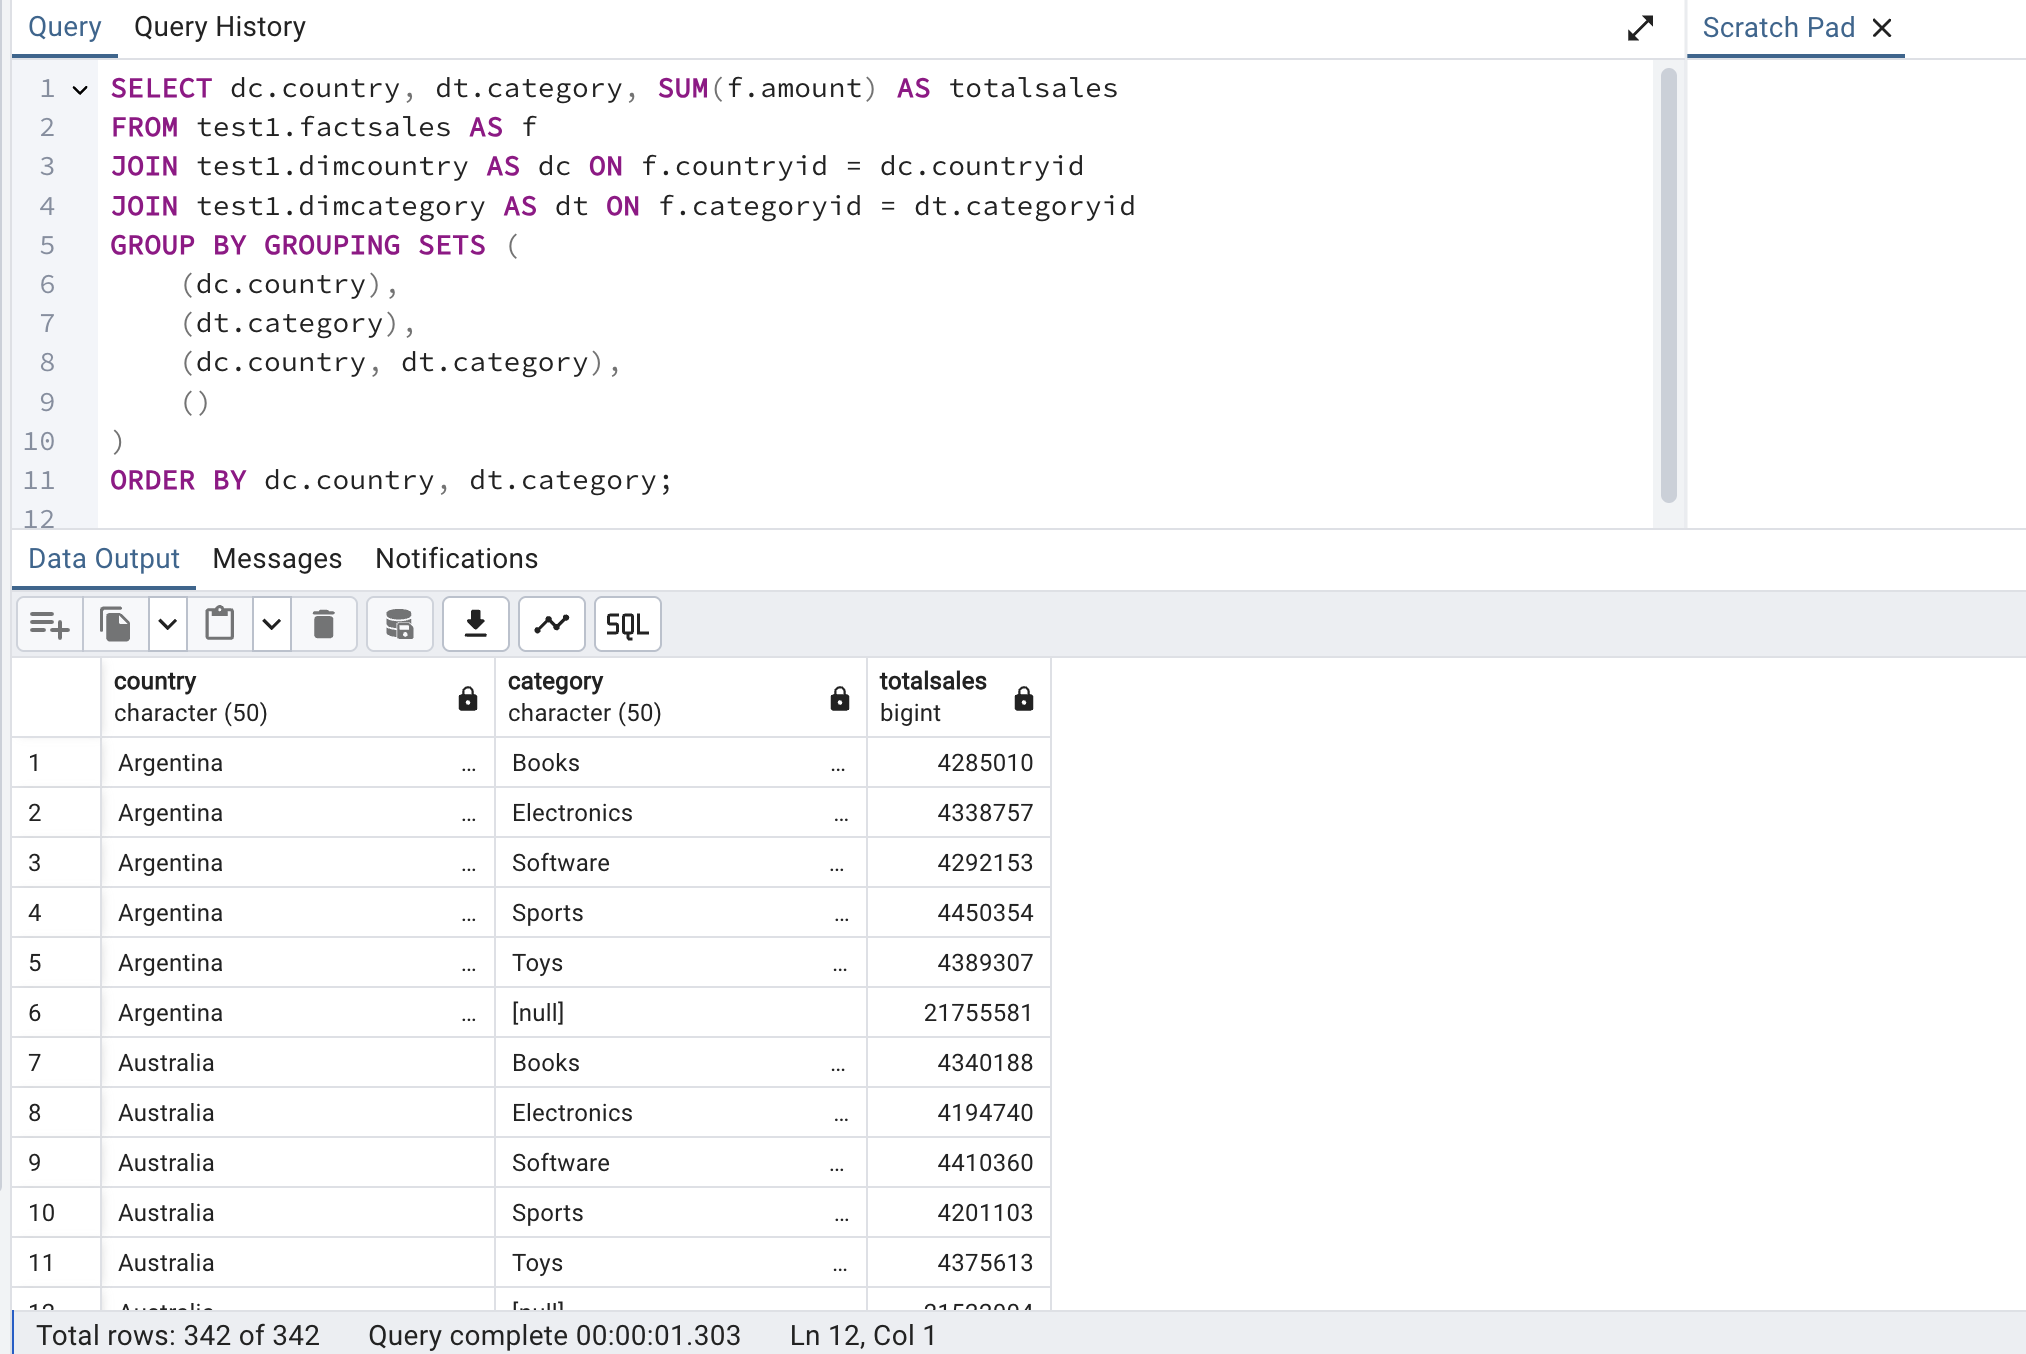 Query Query History Scratch Pad
1 SELECT dc.country, dt.category, SUM(f.amount) AS totalsales
2 FROM test1.factsales AS f
3 JOIN test1.dimcountry AS dc ON f.countryid = dc.countryid
4 JOIN test1.dimcategory AS dt ON f.categoryid = dt.categoryid
5 GROUP BY GROUPING SETS (
6 (dc.country),
7 (dt.category),
8 (dc.country, dt.category),
9 ()
10 )
11 ORDER BY dc.country, dt.category;
12
Data Output Messages Notifications
SQL
country category totalsales
character (50) character (50) bigint
1 Argentina ... Books ... 4285010
2 Argentina ... Electronics ... 4338757
3 Argentina ... Software ... 4292153
4 Argentina ... Sports ... 4450354
5 Argentina ... Toys ... 4389307
6 Argentina ... [null] 21755581
7 Australia Books ... 4340188
8 Australia Electronics ... 4194740
9 Australia Software ... 4410360
10 Australia Sports ... 4201103
11 Australia Toys ... 4375613
12 Australia [null]
Total rows: 342 of 342 Query complete 00:00:01.303 Ln 12, Col 1